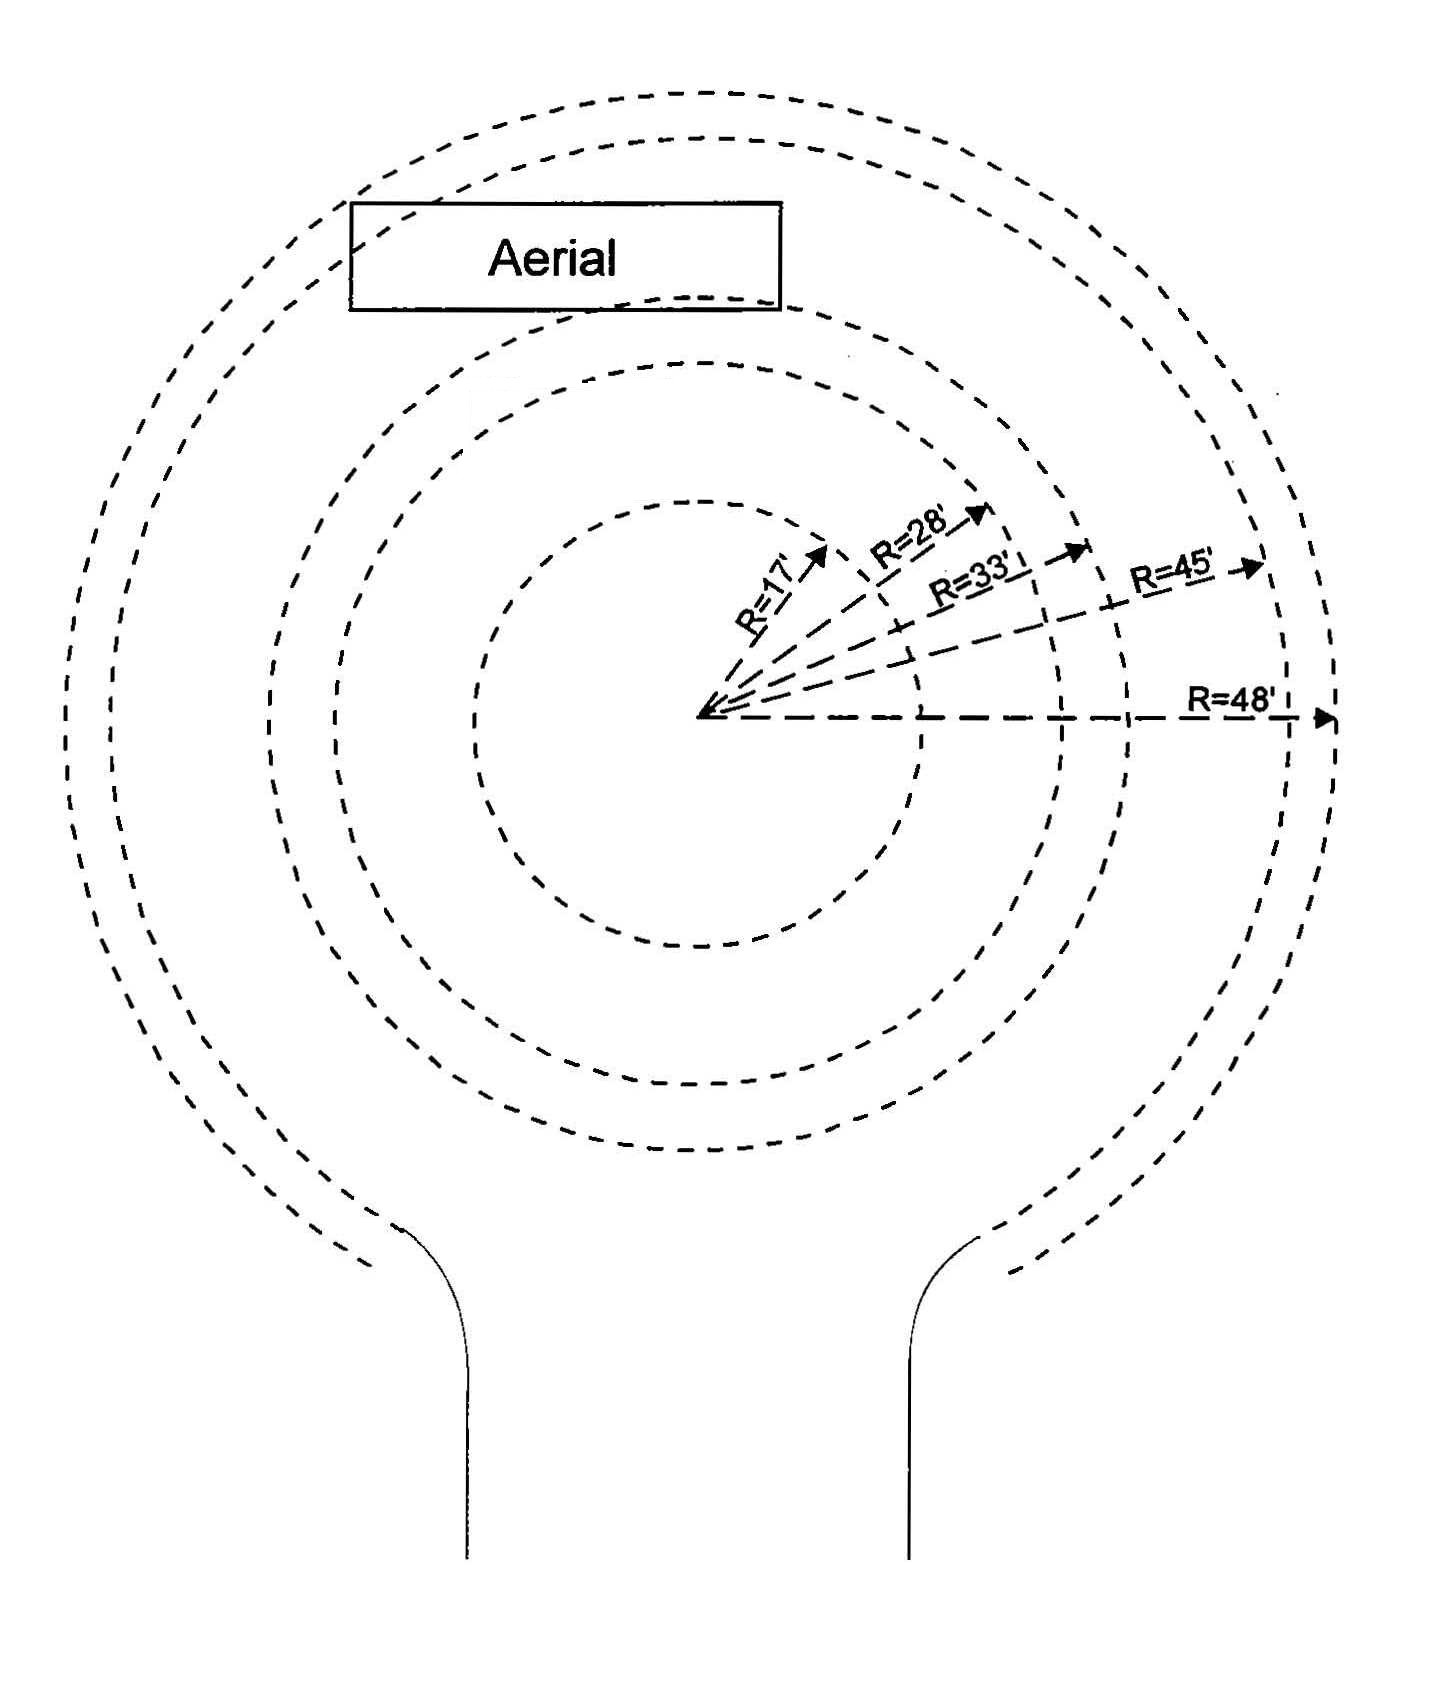 Aerial
R=17'
R=28'
R=33'
R=45'
R=48'